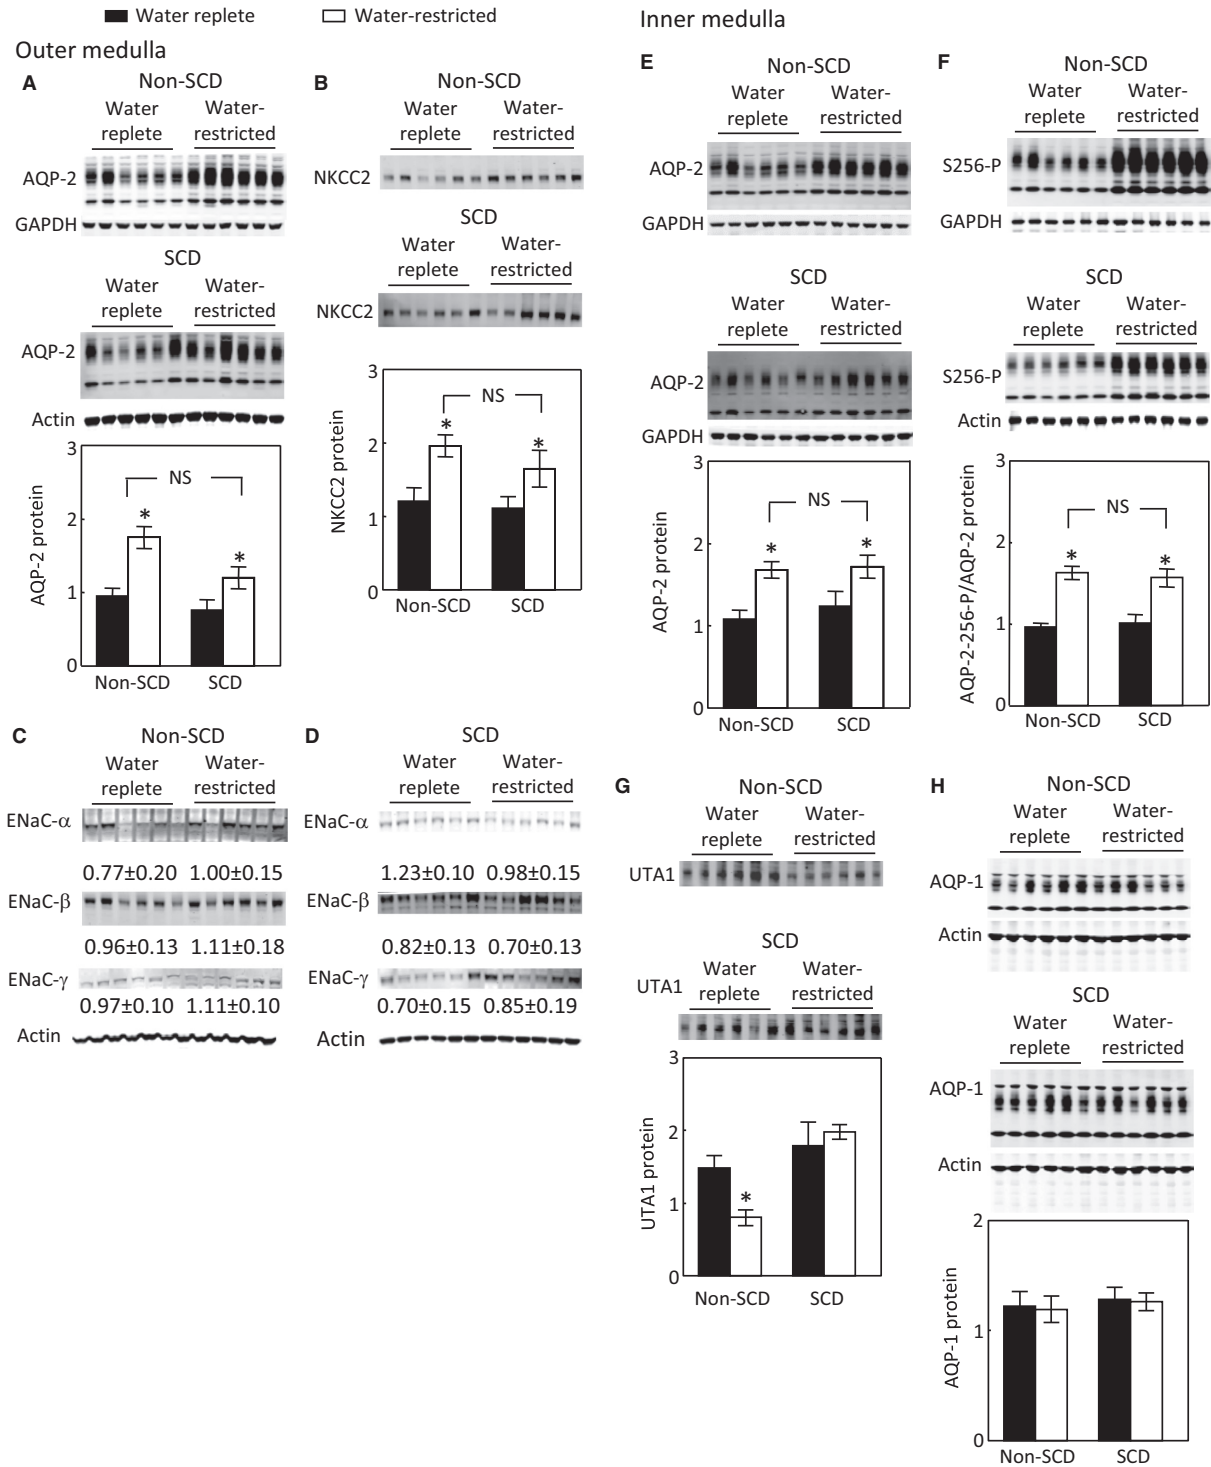 Water replete
Water-restricted
Outer medulla
A
Non-SCD
Water
replete
Water-
restricted
AQP-2
GAPDH
SCD
Water
replete
Water-
restricted
AQP-2
Actin
3
2
1
0
AQP-2 protein
NS
*
*
Non-SCD
SCD
B
Non-SCD
Water
replete
Water-
restricted
NKCC2
SCD
Water
replete
Water-
restricted
NKCC2
3
2
1
0
NKCC2 protein
NS
*
*
Non-SCD
SCD
C
Non-SCD
Water
replete
Water-
restricted
ENaC-α
0.77±0.20 1.00±0.15
ENaC-β
0.96±0.13 1.11±0.18
ENaC-γ
0.97±0.10 1.11±0.10
Actin
D
SCD
Water
replete
Water-
restricted
ENaC-α
1.23±0.10 0.98±0.15
ENaC-β
0.82±0.13 0.70±0.13
ENaC-γ
0.70±0.15 0.85±0.19
Actin
Inner medulla
E
Non-SCD
Water
replete
Water-
restricted
AQP-2
GAPDH
SCD
Water
replete
Water-
restricted
AQP-2
GAPDH
3
2
1
0
AQP-2 protein
NS
*
*
Non-SCD
SCD
F
Non-SCD
Water
replete
Water-
restricted
S256-P
GAPDH
SCD
Water
replete
Water-
restricted
S256-P
Actin
3
2
1
0
AQP-2-256-P/AQP-2 protein
NS
*
*
Non-SCD
SCD
G
Non-SCD
Water
replete
Water-
restricted
UTA1
SCD
Water
replete
Water-
restricted
UTA1
3
2
1
0
UTA1 protein
*
Non-SCD
SCD
H
Non-SCD
Water
replete
Water-
restricted
AQP-1
Actin
SCD
Water
replete
Water-
restricted
AQP-1
Actin
2
1
0
AQP-1 protein
Non-SCD
SCD